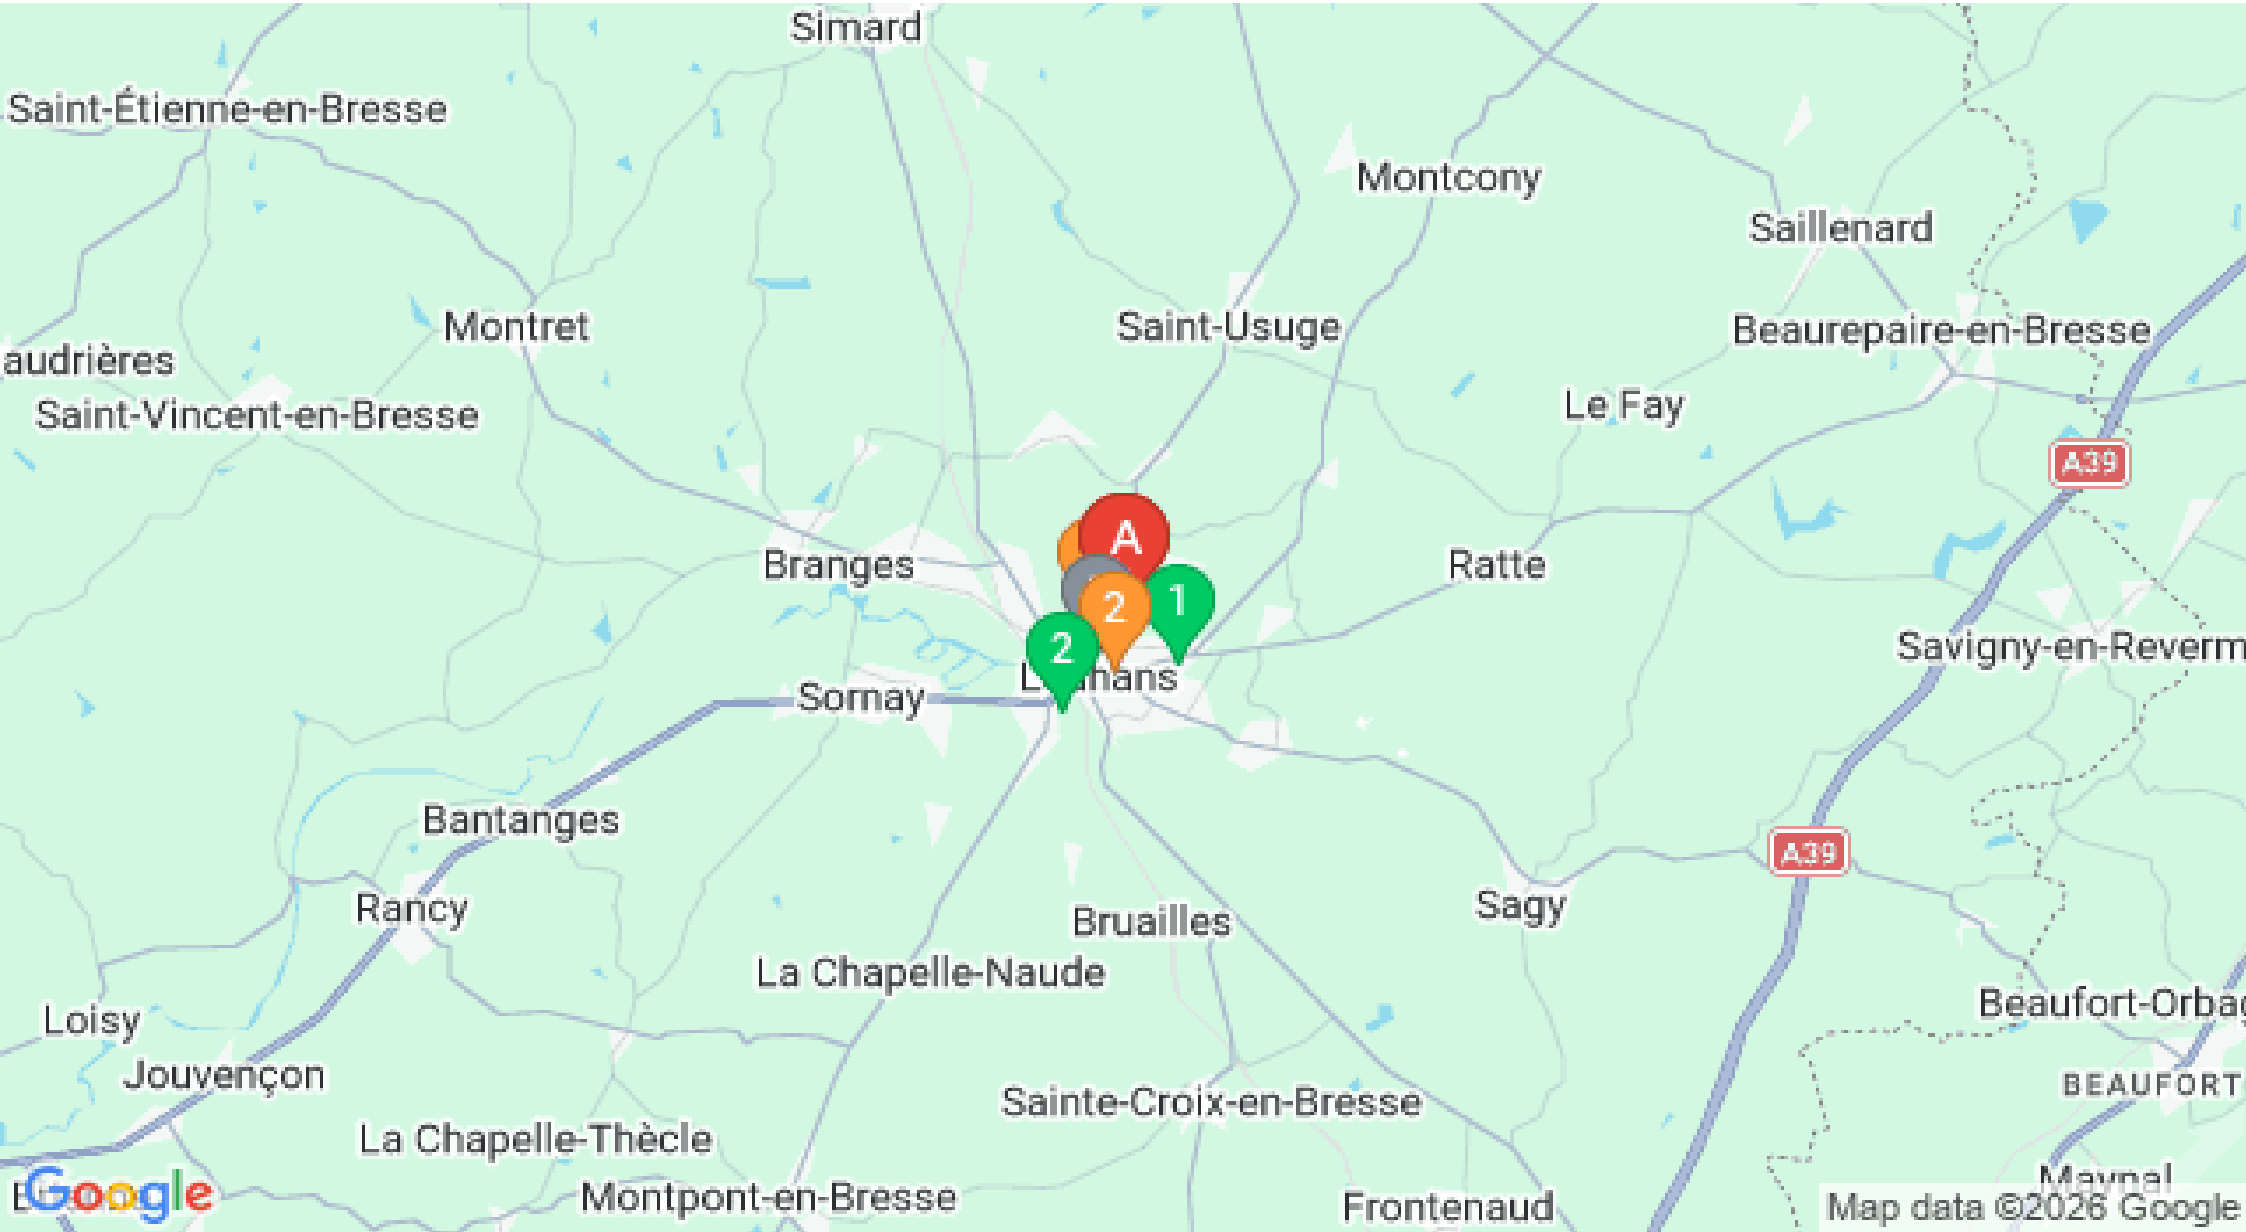 Simard
Saint-Étienne-en-Bresse
Montcony
Saillenard
Montret
Saint-Usuge
Beaurepaire-en-Bresse
audrières
Le Fay
Saint-Vincent-en-Bresse
A39
A
Branges
Ratte
1
2
2
Savigny-en-Reverm
Sornay
Bantanges
A39
Rancy
Sagy
Bruailles
La Chapelle-Naude
Beaufort-Orbag
Loisy
Jouvençon
BEAUFORT
Sainte-Croix-en-Bresse
La Chapelle-Thècle
Maynal
Google
Montpont-en-Bresse
Frontenaud
Map data ©2026 Google